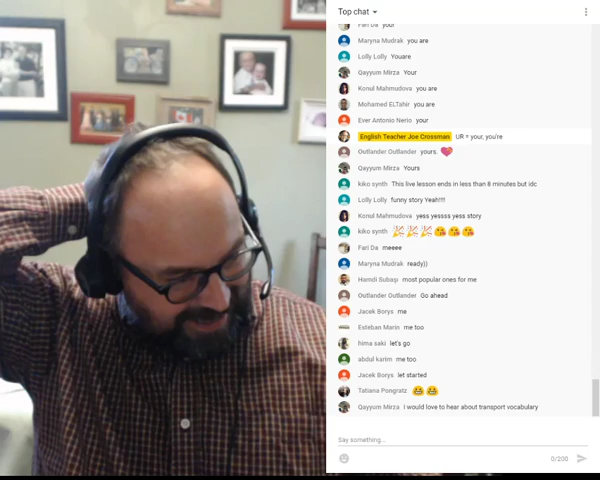 Top chat
Fari Da your
Maryna Mudrak you are
Lolly Lolly Youare
Qayyum Mirza Your
Konul Mahmudova you are
Mohamed ELTahir you are
Ever Antonio Nerio your
English Teacher Joe Crossman UR = your, you're
Outlander Outlander yours
Qayyum Mirza Yours
kiko synth This live lesson ends in less than 8 minutes but idc
Lolly Lolly funny story Yeah!!!!
Konul Mahmudova yess yessss yess story
kiko synth
Fari Da meeee
Maryna Mudrak ready))
Hamdi Subaşı most popular ones for me
Outlander Outlander Go ahead
Jacek Borys me
Esteban Marin me too
hima saki let's go
abdul karim me too
Jacek Borys let started
Tatiana Pongratz
Qayyum Mirza I would love to hear about transport vocabulary
Say something...
0/200